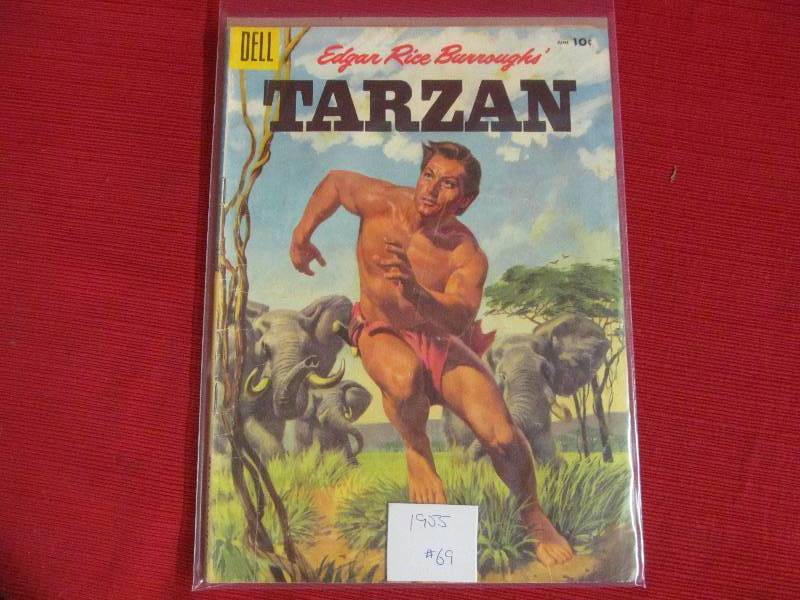 DELL
Edgar Rice Burroughs'
JUNE 10¢
TARZAN
1955
#69